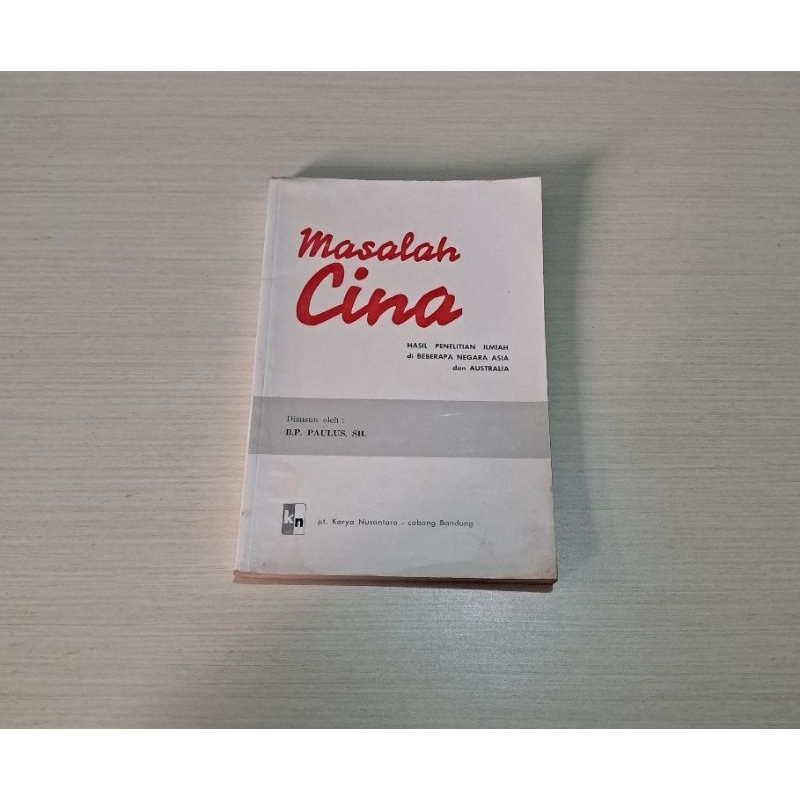 Masalah
Cina
HASIL PENELITIAN ILMIAH
di BEBERAPA NEGARA ASIA
dan AUSTRALIA
Disusun oleh :
B.P. PAULUS, SH.
kn pt. Karya Nusantara - cabang Bandung